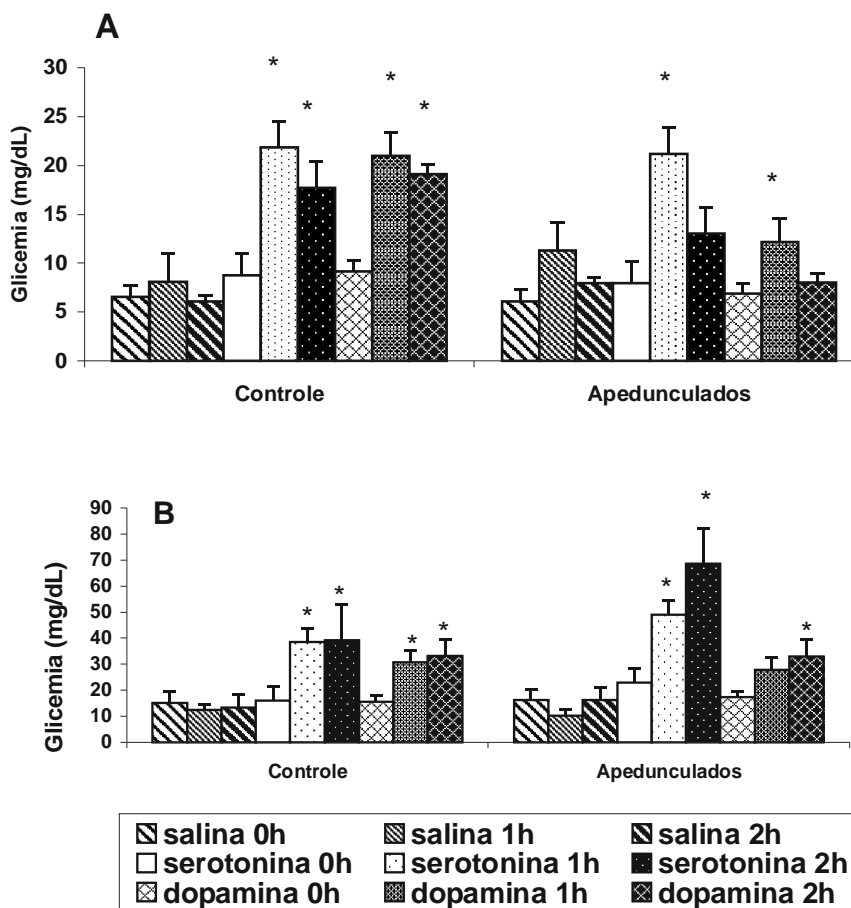 A
Glicemia (mg/dL)
30
25
20
15
10
5
0
* * * * * *
Controle Apedunculados
B
Glicemia (mg/dL)
90
80
70
60
50
40
30
20
10
0
* * * * * * *
Controle Apedunculados
salina 0h salina 1h salina 2h
serotonina 0h serotonina 1h serotonina 2h
dopamina 0h dopamina 1h dopamina 2h